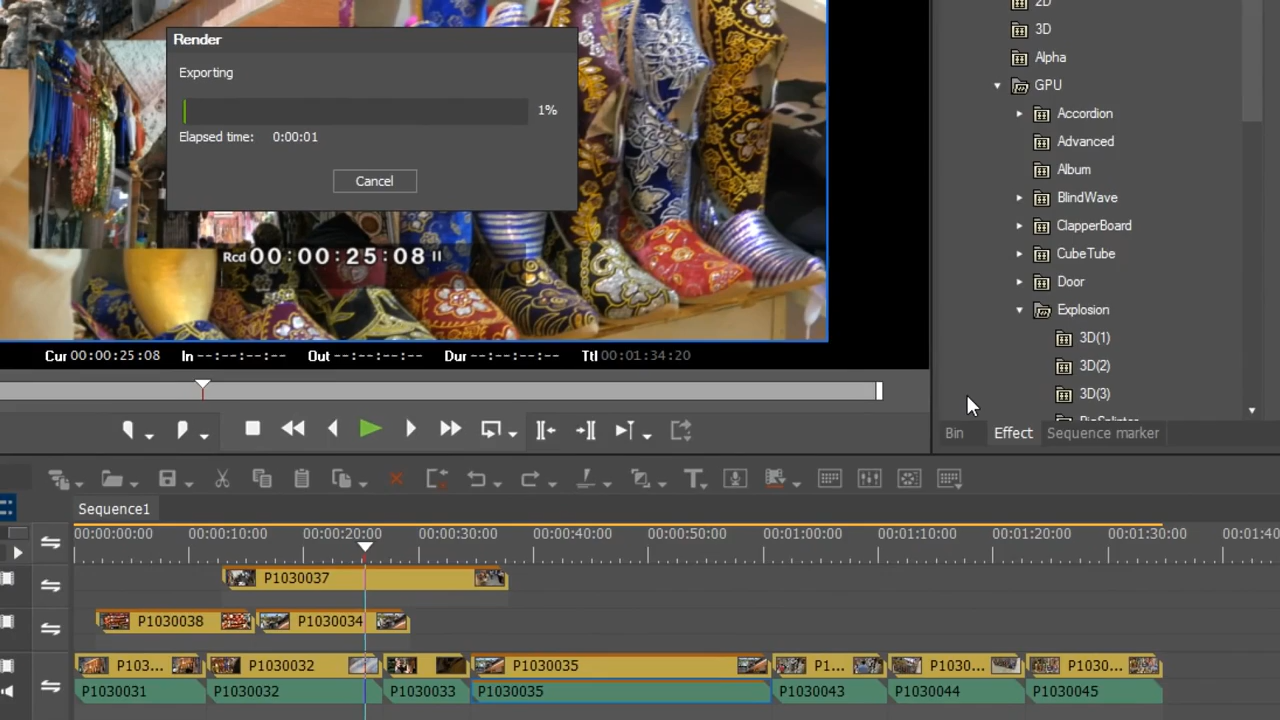 Render
Exporting
1%
Elapsed time: 0:00:01
Cancel
Rcd 00:00:25:08
Cur 00:00:25:08 In --:--:--:-- Out --:--:--:-- Dur --:--:--:-- Ttl 00:01:34:20
2D
3D
Alpha
GPU
Accordion
Advanced
Album
BlindWave
ClapperBoard
CubeTube
Door
Explosion
3D(1)
3D(2)
3D(3)
Bin Effect Sequence marker
Sequence1
00:00:00:00 00:00:10:00 00:00:20:00 00:00:30:00 00:00:40:00 00:00:50:00 00:01:00:00 00:01:10:00 00:01:20:00 00:01:30:00 00:01:40
P1030037
P1030038 P1030034
P103... P1030032 P1030035 P1... P1030... P1030...
P1030031 P1030032 P1030033 P1030035 P1030043 P1030044 P1030045